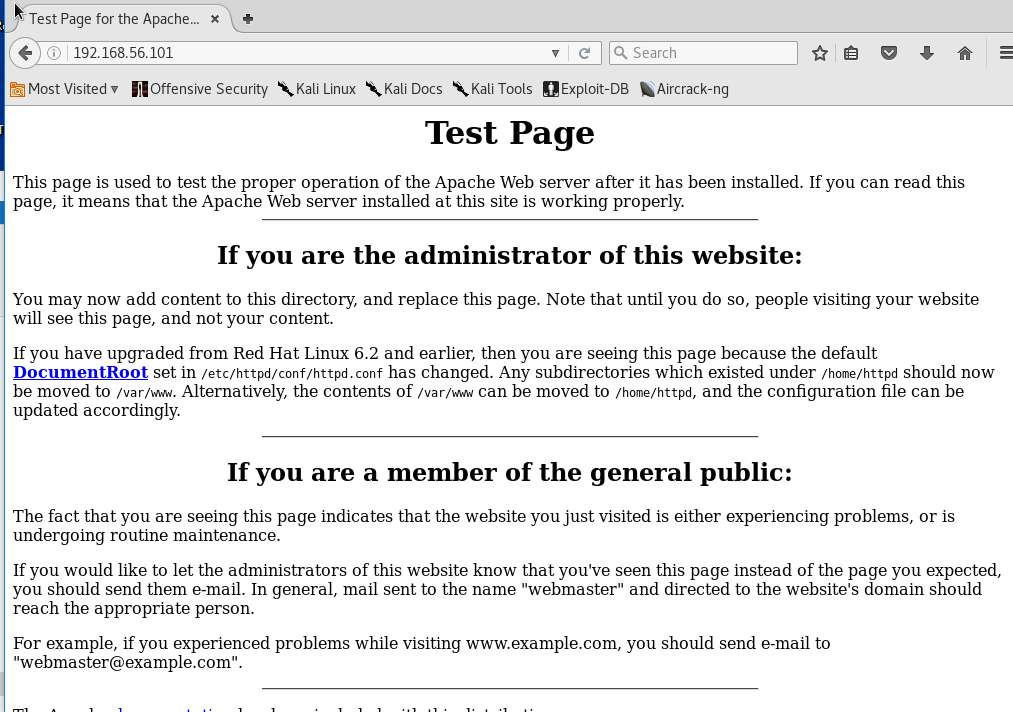 Test Page for the Apache...
192.168.56.101
Search
Most Visited
Offensive Security
Kali Linux
Kali Docs
Kali Tools
Exploit-DB
Aircrack-ng
Test Page
This page is used to test the proper operation of the Apache Web server after it has been installed. If you can read this
page, it means that the Apache Web server installed at this site is working properly.
If you are the administrator of this website:
You may now add content to this directory, and replace this page. Note that until you do so, people visiting your website
will see this page, and not your content.
If you have upgraded from Red Hat Linux 6.2 and earlier, then you are seeing this page because the default
DocumentRoot set in /etc/httpd/conf/httpd.conf has changed. Any subdirectories which existed under /home/httpd should now
be moved to /var/www. Alternatively, the contents of /var/www can be moved to /home/httpd, and the configuration file can be
updated accordingly.
If you are a member of the general public:
The fact that you are seeing this page indicates that the website you just visited is either experiencing problems, or is
undergoing routine maintenance.
If you would like to let the administrators of this website know that you've seen this page instead of the page you expected,
you should send them e-mail. In general, mail sent to the name "webmaster" and directed to the website's domain should
reach the appropriate person.
For example, if you experienced problems while visiting www.example.com, you should send e-mail to
"webmaster@example.com".